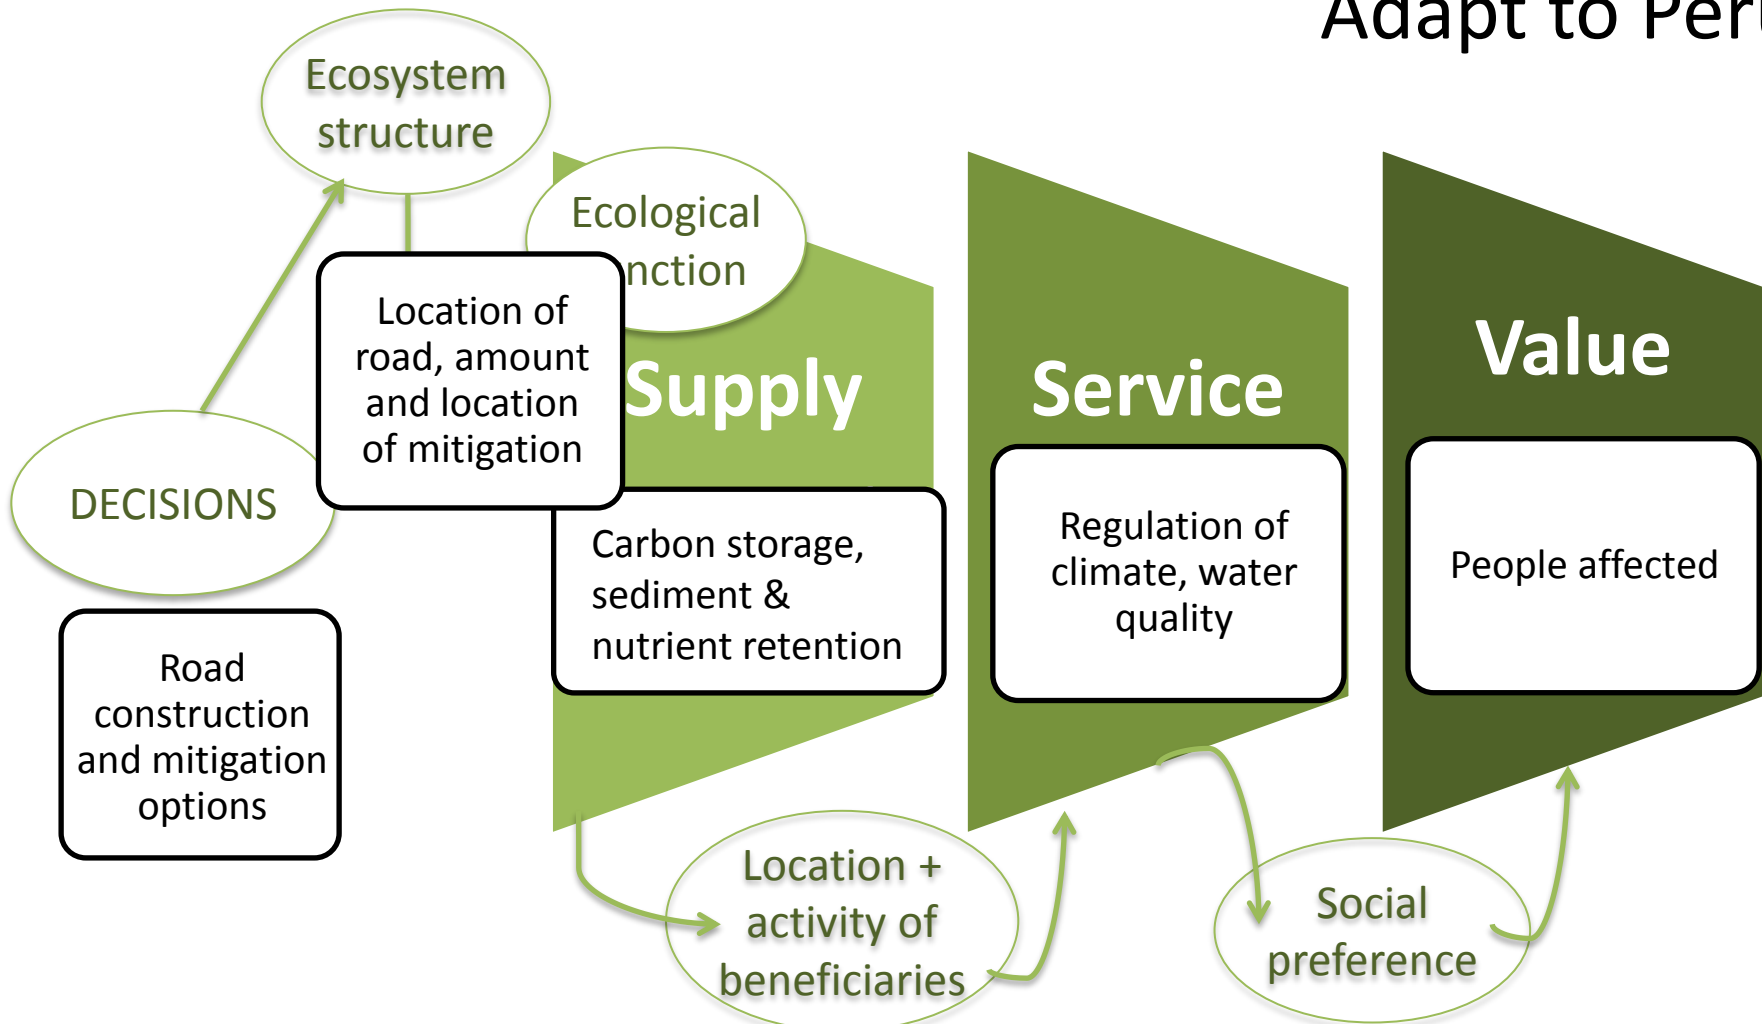 Adapt to Peru
Ecosystem
structure
Ecological
nction
Location of
road, amount
and location
of mitigation
Supply
Service
Value
DECISIONS
Carbon storage,
sediment &
nutrient retention
Regulation of
climate, water
quality
People affected
Road
construction
and mitigation
options
Location +
activity of
beneficiaries
Social
preference